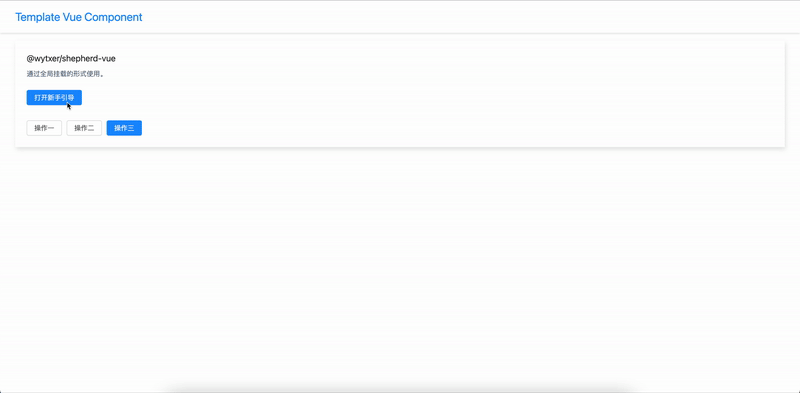 Template Vue Component
@wytxer/shepherd-vue
通过全局挂载的形式使用。
打开新手引导
操作一 操作二 操作三